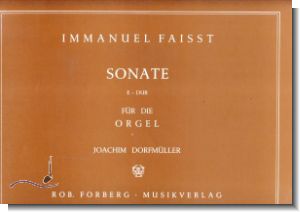 IMMANUEL FAISST
SONATE
E - DUR
FÜR DIE
ORGEL
JOACHIM DORFMÜLLER
ROB. FORBERG · MUSIKVERLAG